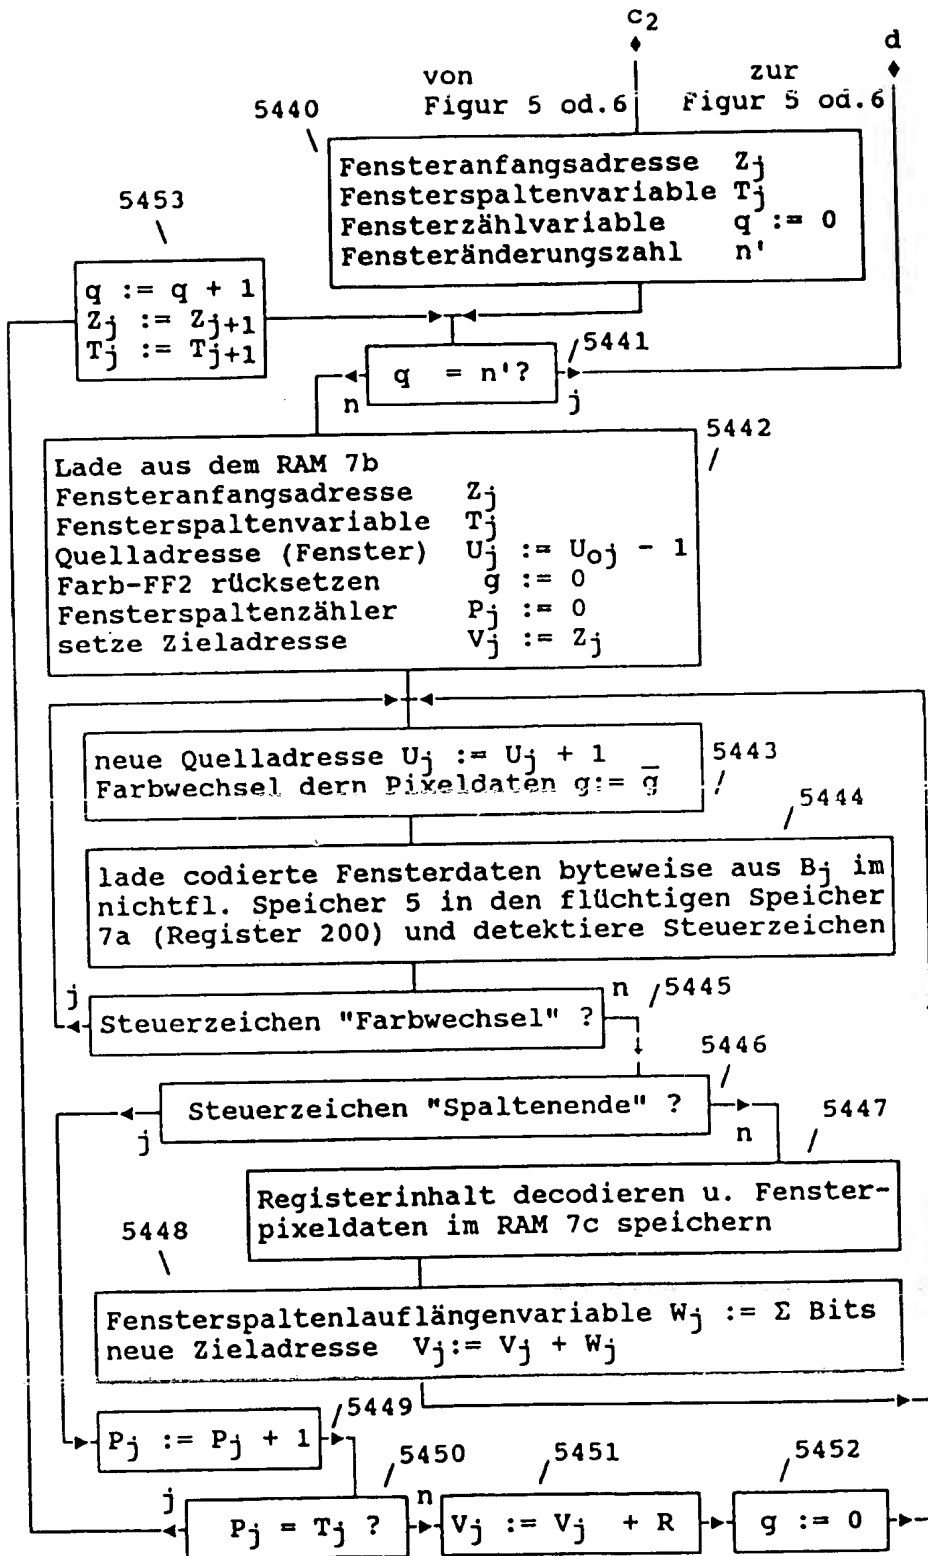 c2
d
von
Figur 5 od.6
zur
Figur 5 od.6
5440
Fensteranfangsadresse Zj
Fensterspaltenvariable Tj
Fensterzählvariable q := 0
Fensteränderungszahl n'
5453
q := q + 1
Zj := Zj+1
Tj := Tj+1
5441
q = n'?
n
j
5442
Lade aus dem RAM 7b
Fensteranfangsadresse Zj
Fensterspaltenvariable Tj
Quelladresse (Fenster) Uj := Uoj - 1
Farb-FF2 rücksetzen g := 0
Fensterspaltenzähler Pj := 0
setze Zieladresse Vj := Zj
neue Quelladresse Uj := Uj + 1
Farbwechsel dern Pixeldaten g:= g̅
5443
5444
lade codierte Fensterdaten byteweise aus Bj im
nichtfl. Speicher 5 in den flüchtigen Speicher
7a (Register 200) und detektiere Steuerzeichen
j
n
5445
Steuerzeichen "Farbwechsel" ?
5446
Steuerzeichen "Spaltenende" ?
j
n
5447
Registerinhalt decodieren u. Fenster-
pixeldaten im RAM 7c speichern
5448
Fensterspaltenlauflängenvariable Wj := Σ Bits
neue Zieladresse Vj:= Vj + Wj
5449
Pj := Pj + 1
5450
5451
5452
j
Pj = Tj ?
n
Vj := Vj + R
g := 0